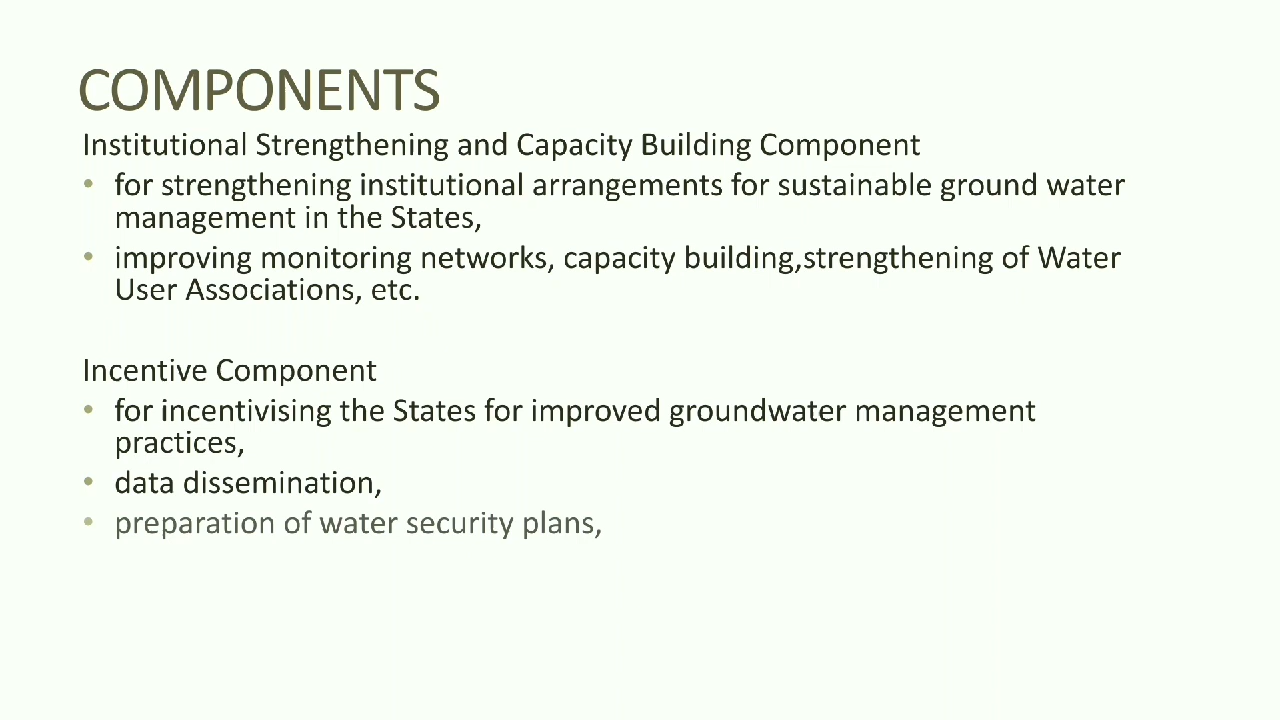 COMPONENTS
Institutional Strengthening and Capacity Building Component
• for strengthening institutional arrangements for sustainable ground water
management in the States,
• improving monitoring networks, capacity building,strengthening of Water
User Associations, etc.
Incentive Component
• for incentivising the States for improved groundwater management
practices,
• data dissemination,
• preparation of water security plans,